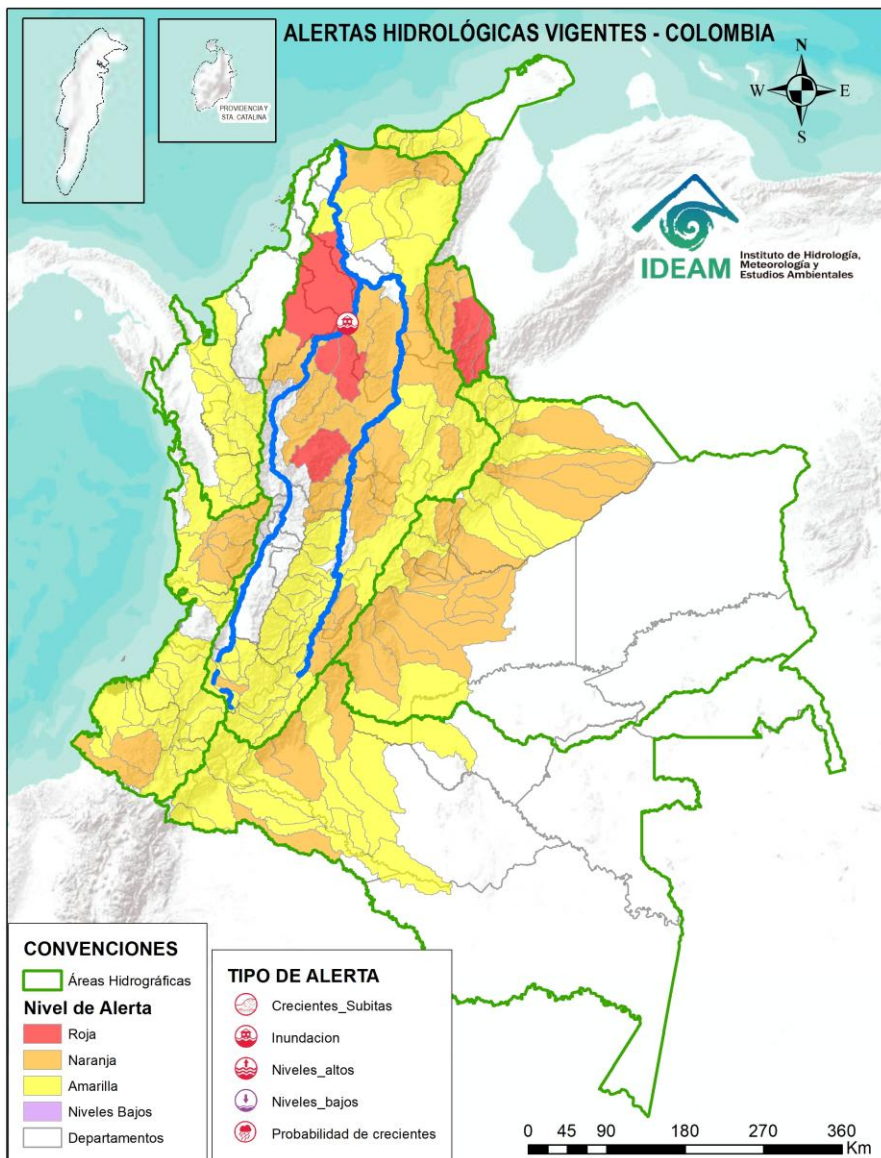 ALERTAS HIDROLÓGICAS VIGENTES - COLOMBIA
PROVIDENCIA Y
STA. CATALINA
N
W
E
S
IDEAM
Instituto de Hidrología,
Meteorología y
Estudios Ambientales
CONVENCIONES
Áreas Hidrográficas
Nivel de Alerta
Roja
Naranja
Amarilla
Niveles Bajos
Departamentos
TIPO DE ALERTA
Crecientes_Subitas
Inundacion
Niveles_altos
Niveles_bajos
Probabilidad de crecientes
0 45 90 180 270 360
Km